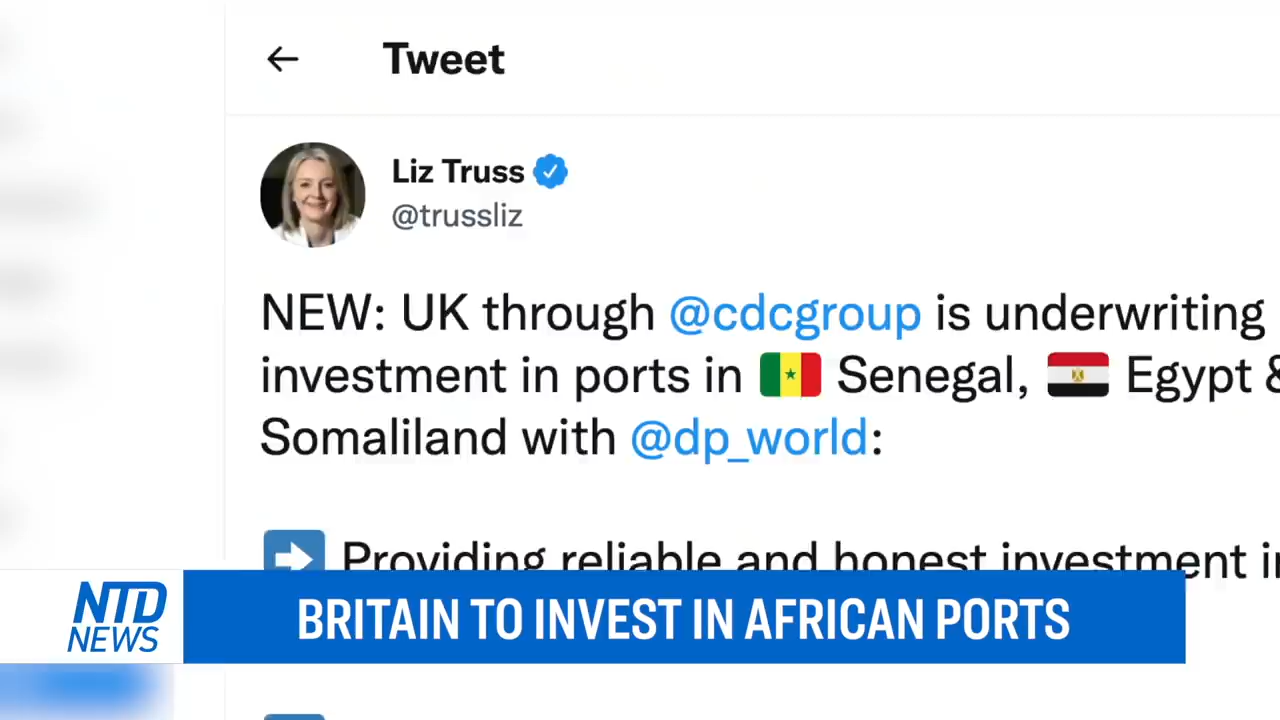 Tweet
Liz Truss
@trussliz
NEW: UK through @cdcgroup is underwriting
investment in ports in Senegal, Egypt &
Somaliland with @dp_world:
Providing reliable and honest investment
NTD
NEWS
BRITAIN TO INVEST IN AFRICAN PORTS